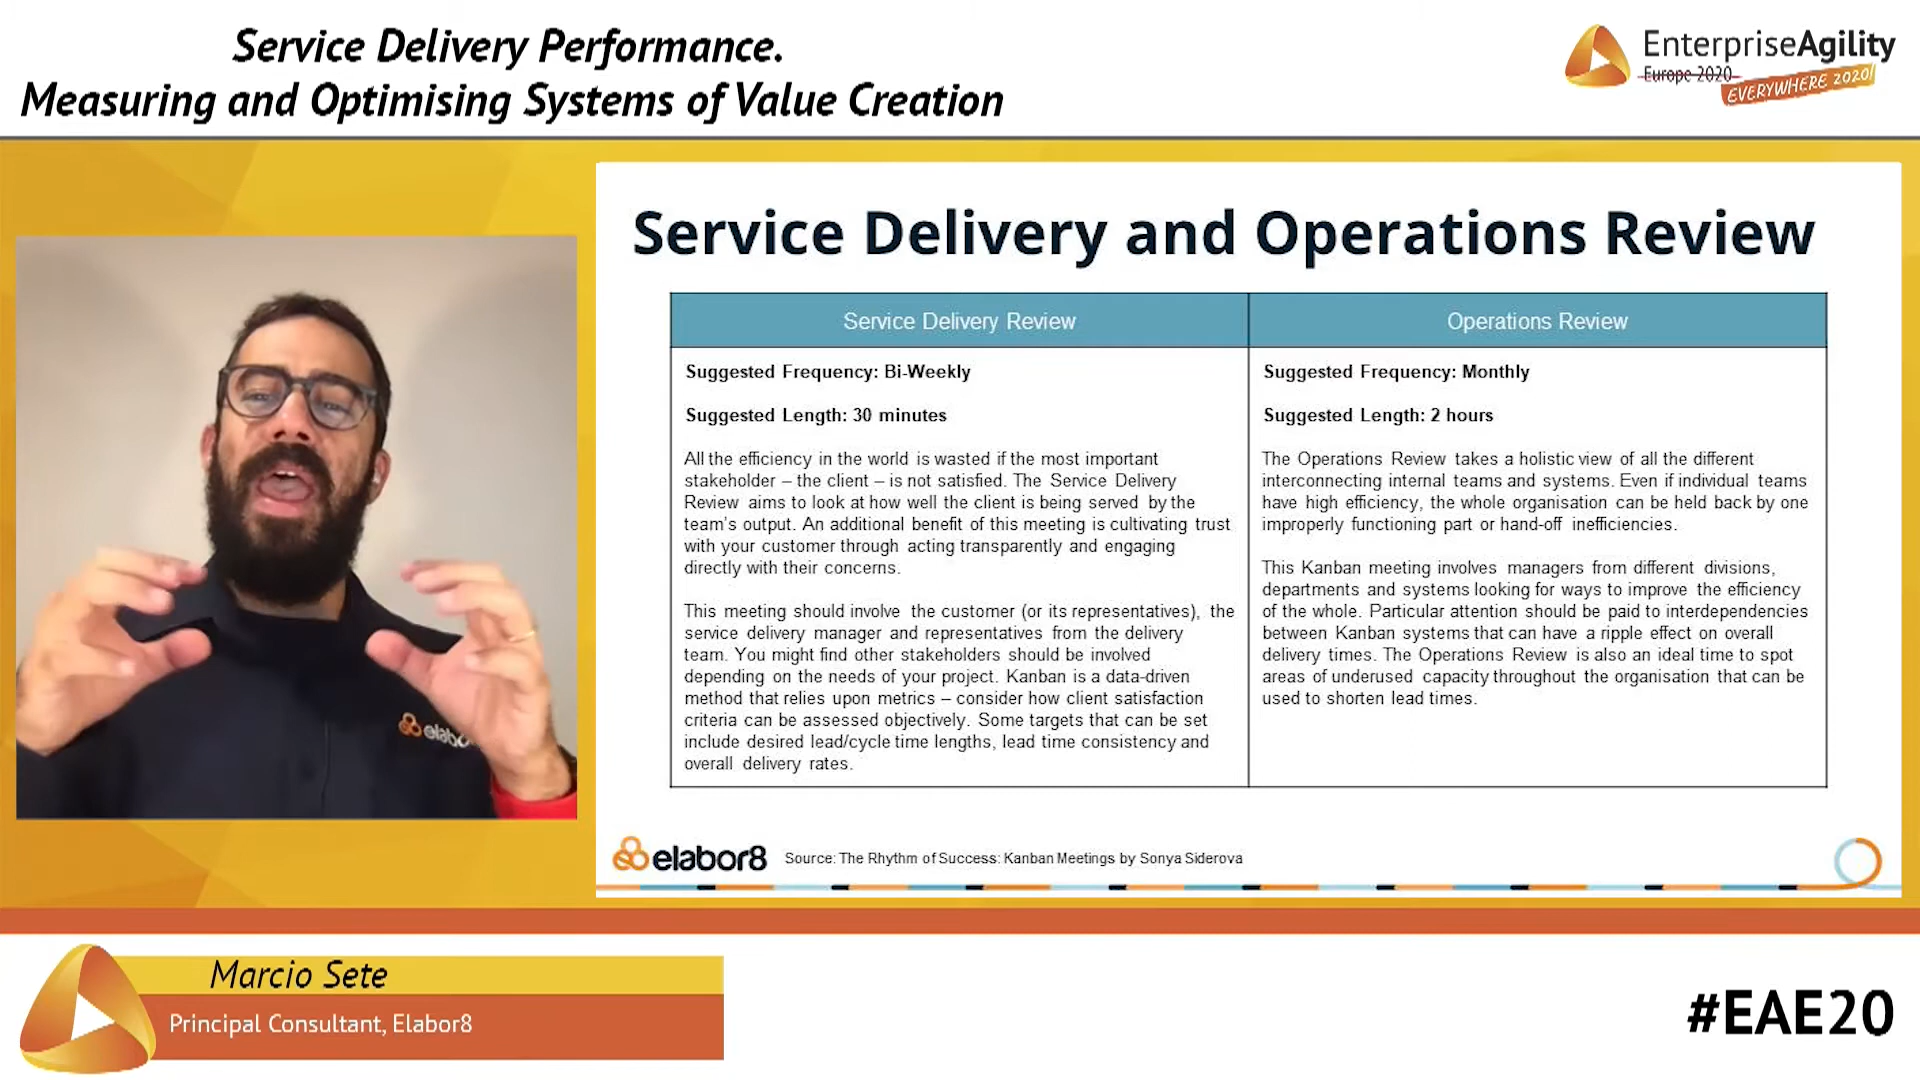 Service Delivery Performance.
Measuring and Optimising Systems of Value Creation
EnterpriseAgility
Europe 2020
EVERYWHERE 2020!
Service Delivery and Operations Review
Service Delivery Review
Suggested Frequency: Bi-Weekly
Suggested Length: 30 minutes
All the efficiency in the world is wasted if the most important
stakeholder – the client – is not satisfied. The Service Delivery
Review aims to look at how well the client is being served by the
team's output. An additional benefit of this meeting is cultivating trust
with your customer through acting transparently and engaging
directly with their concerns.
This meeting should involve the customer (or its representatives), the
service delivery manager and representatives from the delivery
team. You might find other stakeholders should be involved
depending on the needs of your project. Kanban is a data-driven
method that relies upon metrics – consider how client satisfaction
criteria can be assessed objectively. Some targets that can be set
include desired lead/cycle time lengths, lead time consistency and
overall delivery rates.
Operations Review
Suggested Frequency: Monthly
Suggested Length: 2 hours
The Operations Review takes a holistic view of all the different
interconnecting internal teams and systems. Even if individual teams
have high efficiency, the whole organisation can be held back by one
improperly functioning part or hand-off inefficiencies.
This Kanban meeting involves managers from different divisions,
departments and systems looking for ways to improve the efficiency
of the whole. Particular attention should be paid to interdependencies
between Kanban systems that can have a ripple effect on overall
delivery times. The Operations Review is also an ideal time to spot
areas of underused capacity throughout the organisation that can be
used to shorten lead times.
elabo
elabor8
Source: The Rhythm of Success: Kanban Meetings by Sonya Siderova
Marcio Sete
Principal Consultant, Elabor8
#EAE20